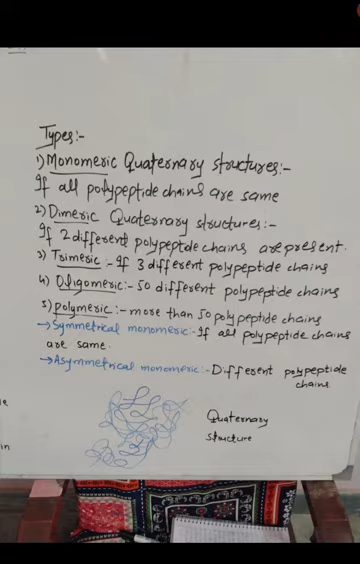 Types:-
1) Monomeric Quaternary structures:-
If all polypeptide chains are same
2) Dimeric Quaternary structures:-
If 2 different polypeptide chains are present.
3) Trimeric :- If 3 different polypeptide chains
4) Oligomeric:- 50 different polypeptide chains
5) polymeric:- more than 50 polypeptide chains
→ Symmetrical monomeric:- If all polypeptide chains
are same.
→ Asymmetrical monomeric:- Different polypeptide
chains
Quaternary
structure
in